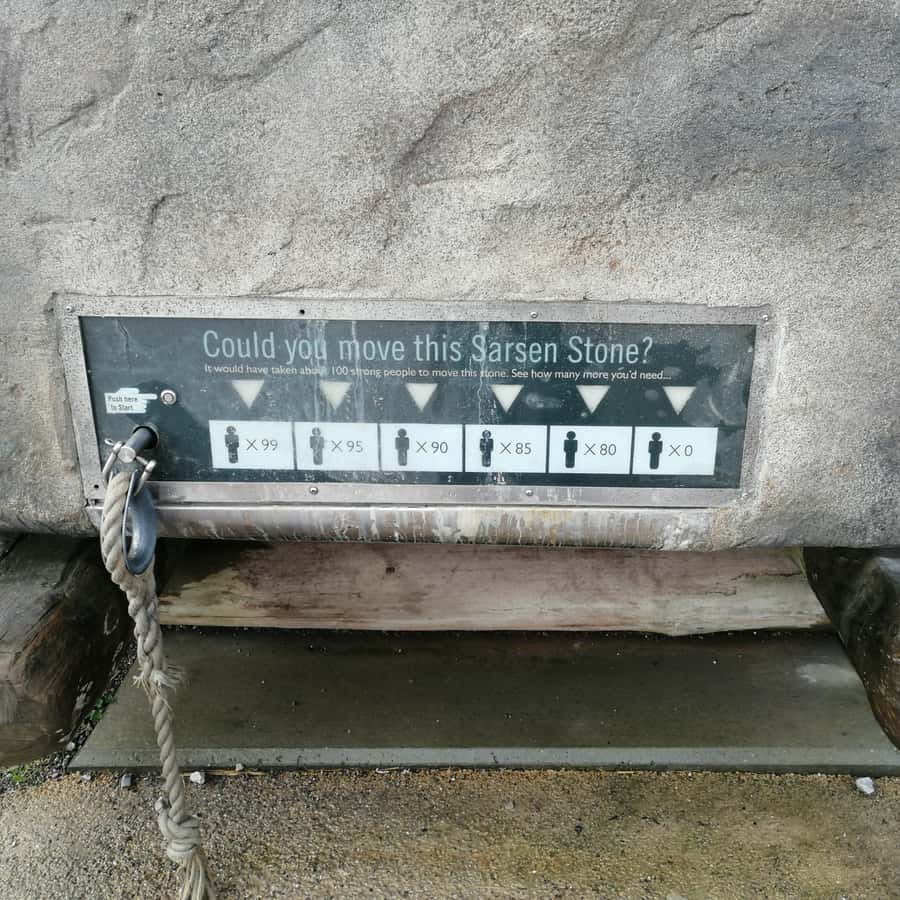 Could you move this Sarsen Stone?
It would have taken about 100 strong people to move this stone. See how many more you'd need...
Push here
to Start
X 99
X 95
X 90
X 85
X 80
X 0